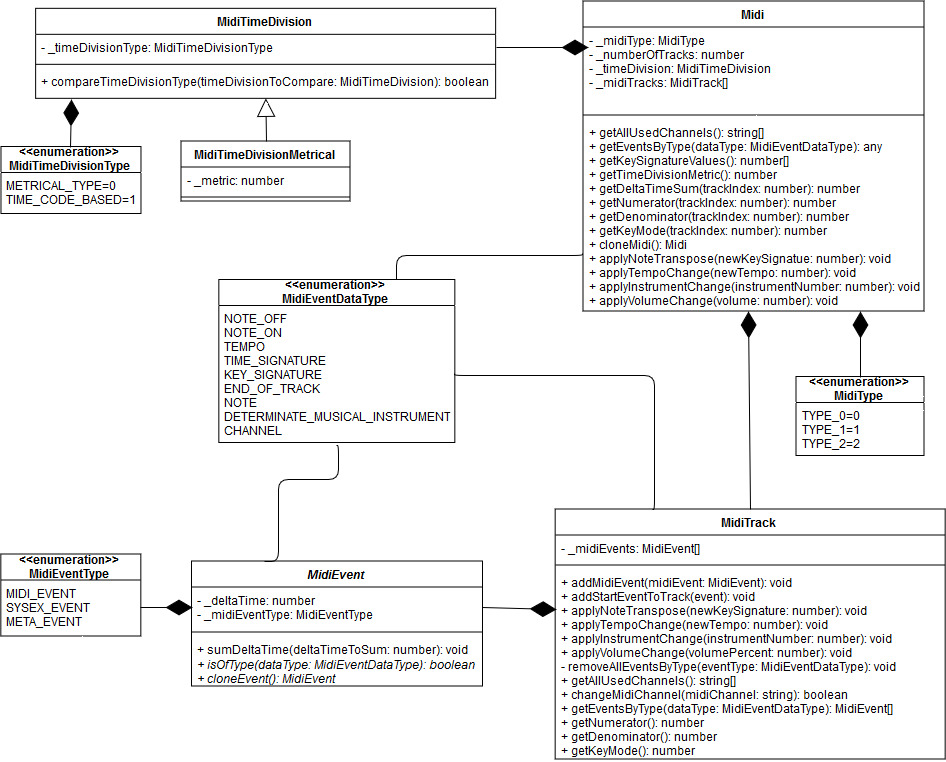 MidiTimeDivision
- _timeDivisionType: MidiTimeDivisionType
+ compareTimeDivisionType(timeDivisionToCompare: MidiTimeDivision): boolean
Midi
- _midiType: MidiType
- _numberOfTracks: number
- _timeDivision: MidiTimeDivision
- _midiTracks: MidiTrack[]
+ getAllUsedChannels(): string[]
+ getEventsByType(dataType: MidiEventDataType): any
+ getKeySignatureValues(): number[]
+ getTimeDivisionMetric(): number
+ getDeltaTimeSum(trackIndex: number): number
+ getNumerator(trackIndex: number): number
+ getDenominator(trackIndex: number): number
+ getKeyMode(trackIndex: number): number
+ cloneMidi(): Midi
+ applyNoteTranspose(newKeySignatue: number): void
+ applyTempoChange(newTempo: number): void
+ applyInstrumentChange(instrumentNumber: number): void
+ applyVolumeChange(volume: number): void
<<enumeration>>
MidiTimeDivisionType
METRICAL_TYPE=0
TIME_CODE_BASED=1
MidiTimeDivisionMetrical
- _metric: number
<<enumeration>>
MidiEventDataType
NOTE_OFF
NOTE_ON
TEMPO
TIME_SIGNATURE
KEY_SIGNATURE
END_OF_TRACK
NOTE
DETERMINATE_MUSICAL_INSTRUMENT
CHANNEL
<<enumeration>>
MidiType
TYPE_0=0
TYPE_1=1
TYPE_2=2
<<enumeration>>
MidiEventType
MIDI_EVENT
SYSEX_EVENT
META_EVENT
MidiEvent
- _deltaTime: number
- _midiEventType: MidiEventType
+ sumDeltaTime(deltaTimeToSum: number): void
+ isOfType(dataType: MidiEventDataType): boolean
+ cloneEvent(): MidiEvent
MidiTrack
- _midiEvents: MidiEvent[]
+ addMidiEvent(midiEvent: MidiEvent): void
+ addStartEventToTrack(event): void
+ applyNoteTranspose(newKeySignature: number): void
+ applyTempoChange(newTempo: number): void
+ applyInstrumentChange(instrumentNumber: number): void
+ applyVolumeChange(volumePercent: number): void
- removeAllEventsByType(eventType: MidiEventDataType): void
+ getAllUsedChannels(): string[]
+ changeMidiChannel(midiChannel: string): boolean
+ getEventsByType(dataType: MidiEventDataType): MidiEvent[]
+ getNumerator(): number
+ getDenominator(): number
+ getKeyMode(): number